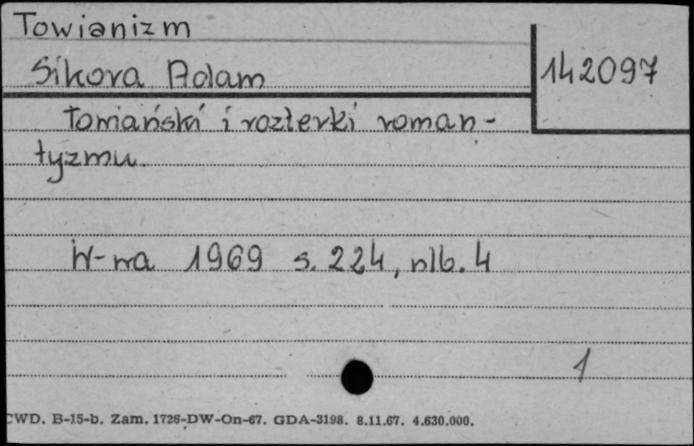 Towianizm
Sikora Adam
142097
Towiański i rozterki roman-
tyzmu.
W-wa 1969 s. 224, nlb. 4
1
CWD. B-15-b. Zam. 1726-DW-On-67. GDA-3198. 8.11.67. 4.630.000.